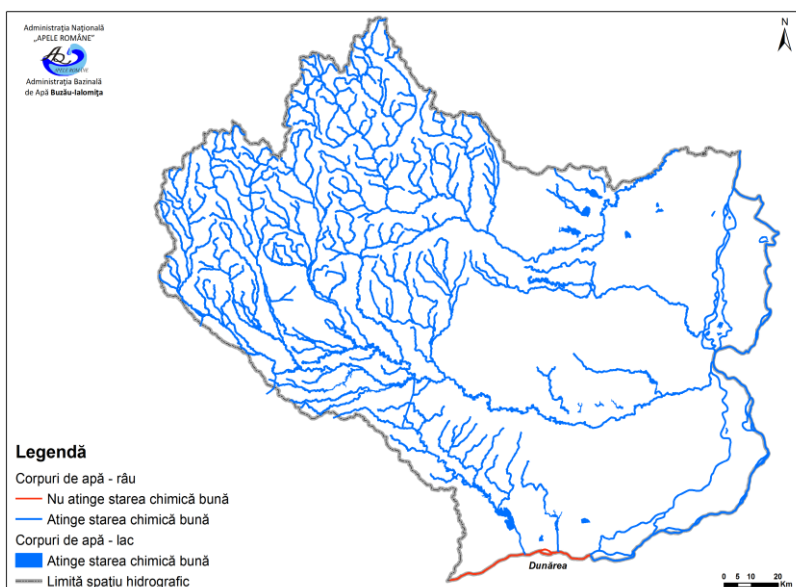 Administrația Națională
„APELE ROMÂNE”
APELE ROMÂNE
Administrația Bazinală
de Apă Buzău-Ialomița
N
Legendă
Corpuri de apă - râu
Nu atinge starea chimică bună
Atinge starea chimică bună
Corpuri de apă - lac
Atinge starea chimică bună
Limită spațiu hidrografic
Dunărea
0 5 10 20
Km